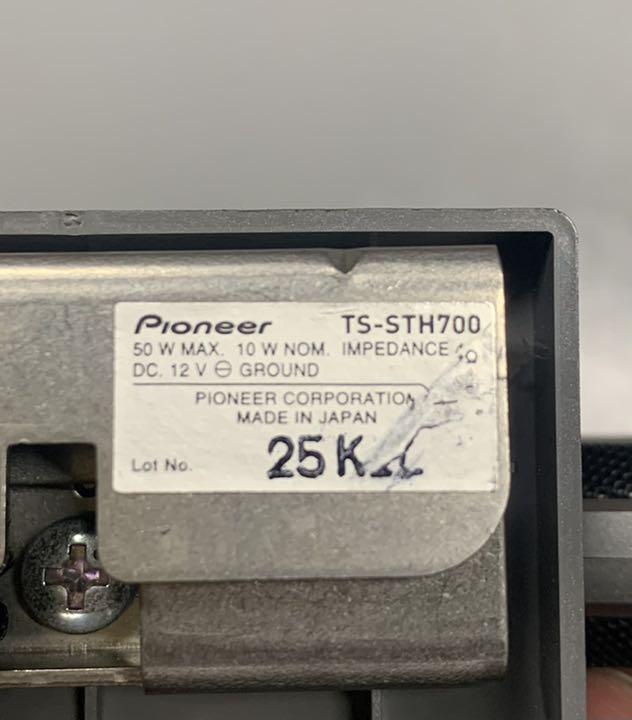 Pioneer TS-STH700
50 W MAX. 10 W NOM. IMPEDANCE 4Ω
DC. 12 V ⊖ GROUND
PIONEER CORPORATION
MADE IN JAPAN
Lot No.